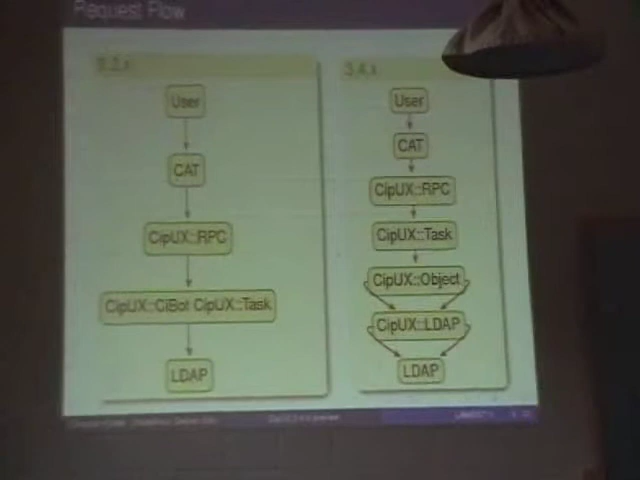 Request Flow
User
CAT
CipUX::RPC
CipUX::CiBot CipUX::Task
LDAP
3.4.x
User
CAT
CipUX::RPC
CipUX::Task
CipUX::Object
CipUX::LDAP
LDAP